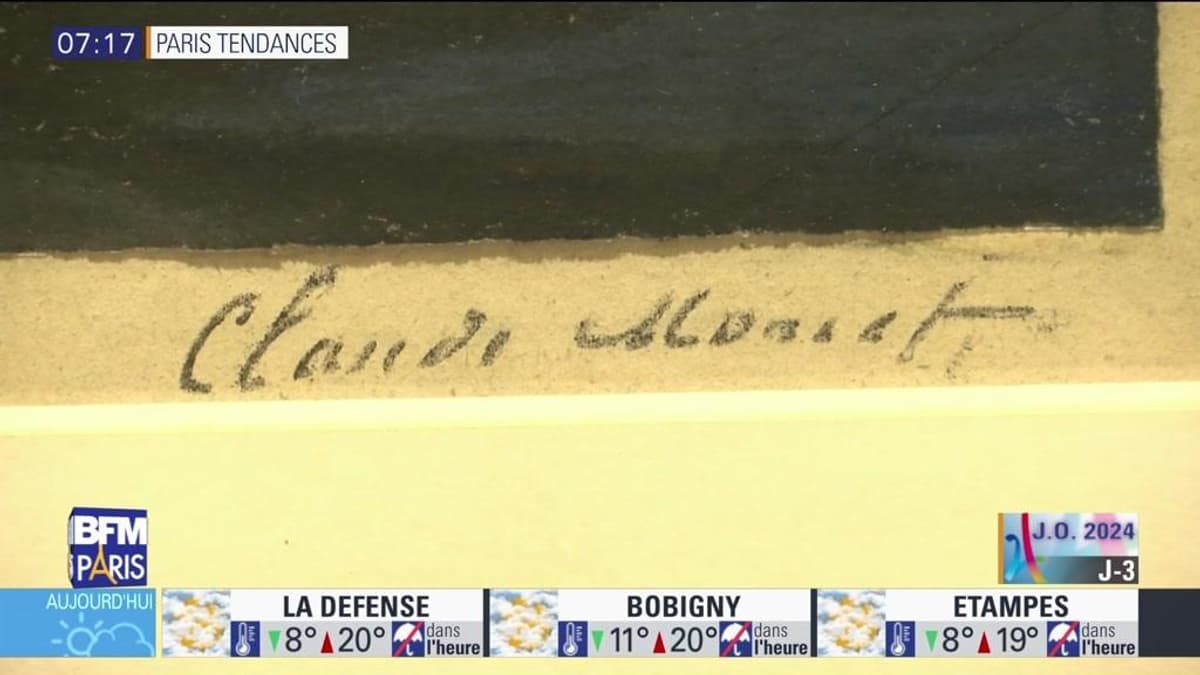 07:17 PARIS TENDANCES
Claude Monet
BFM
PARIS
J.O. 2024
J-3
AUJOURD'HUI
LA DEFENSE
8° 20° dans l'heure
BOBIGNY
11° 20° dans l'heure
ETAMPES
8° 19° dans l'heure